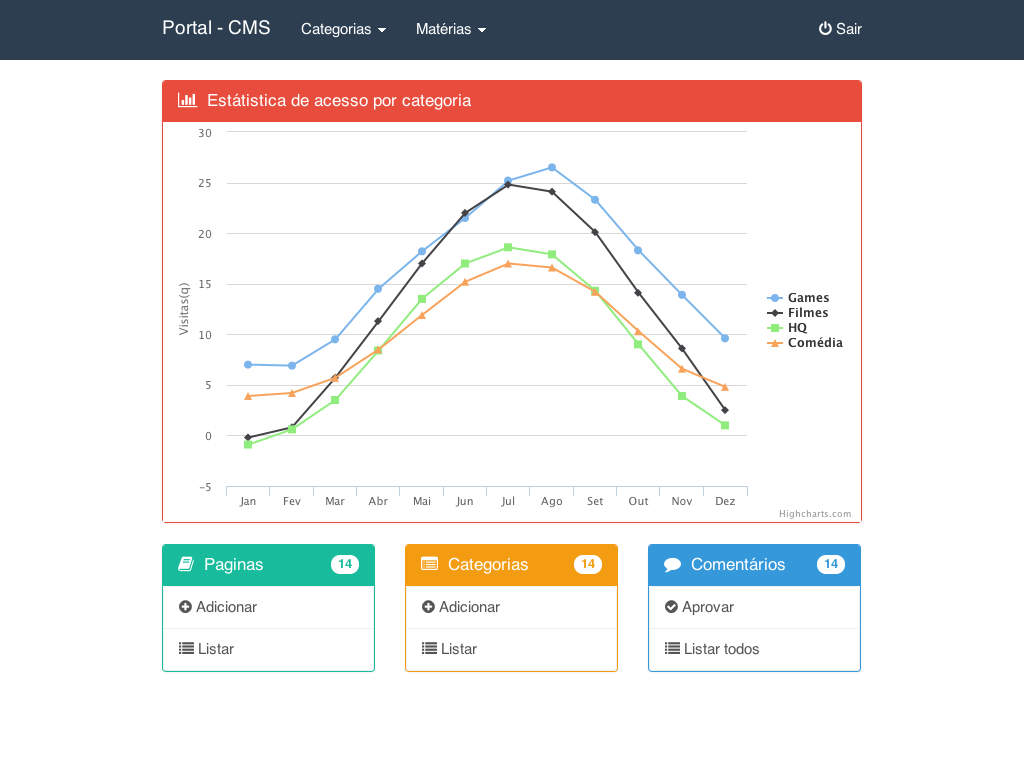 Portal - CMS Categorias Matérias Sair
Estátistica de acesso por categoria
30
25
20
15
10
5
0
-5
Visitas(q)
Jan Fev Mar Abr Mai Jun Jul Ago Set Out Nov Dez
Games
Filmes
HQ
Comédia
Highcharts.com
Paginas 14
Adicionar
Listar
Categorias 14
Adicionar
Listar
Comentários 14
Aprovar
Listar todos